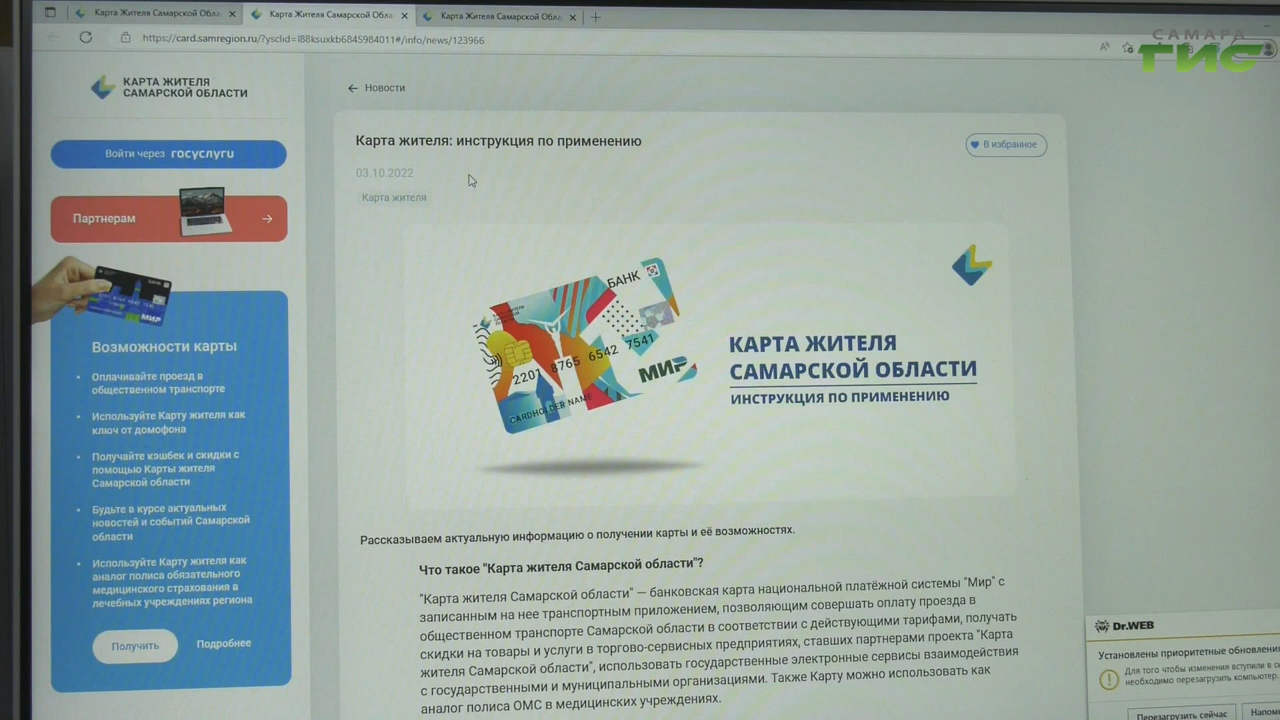 Карта Жителя Самарской Обла
Карта Жителя Самарской Обла
Карта Жителя Самарской Обла
https://card.samregion.ru/?ysclid=l88ksuxkb6845984011#/info/news/123966
САМАРА
ГИС
КАРТА ЖИТЕЛЯ
САМАРСКОЙ ОБЛАСТИ
Войти через госуслуги
Партнерам
Возможности карты
• Оплачивайте проезд в
общественном транспорте
• Используйте Карту жителя как
ключ от домофона
• Получайте кэшбек и скидки с
помощью Карты жителя
Самарской области
• Будьте в курсе актуальных
новостей и событий Самарской
области
• Используйте Карту жителя как
аналог полиса обязательного
медицинского страхования в
лечебных учреждениях региона
Получить
Подробнее
← Новости
Карта жителя: инструкция по применению
В избранное
03.10.2022
Карта жителя
БАНК
2201 8765 6542 7541
МИР
CARDHOLDER NAME
КАРТА ЖИТЕЛЯ
САМАРСКОЙ ОБЛАСТИ
ИНСТРУКЦИЯ ПО ПРИМЕНЕНИЮ
Рассказываем актуальную информацию о получении карты и её возможностях.
Что такое "Карта жителя Самарской области"?
"Карта жителя Самарской области" — банковская карта национальной платёжной системы "Мир" с
записанным на нее транспортным приложением, позволяющим совершать оплату проезда в
общественном транспорте Самарской области в соответствии с действующими тарифами, получать
скидки на товары и услуги в торгово-сервисных предприятиях, ставших партнерами проекта "Карта
жителя Самарской области", использовать государственные электронные сервисы взаимодействия
с государственными и муниципальными организациями. Также Карту можно использовать как
аналог полиса ОМС в медицинских учреждениях.
Dr.WEB
Установлены приоритетные обновлени
Для того чтобы изменения вступили в с
необходимо перезагрузить компьютер.
Перезагрузить сейчас
Напом